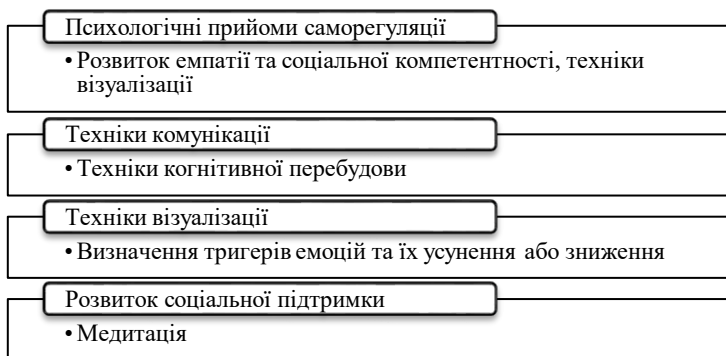 Психологічні прийоми саморегуляції
• Розвиток емпатії та соціальної компетентності, техніки
візуалізації
Техніки комунікації
• Техніки когнітивної перебудови
Техніки візуалізації
• Визначення тригерів емоцій та їх усунення або зниження
Розвиток соціальної підтримки
• Медитація